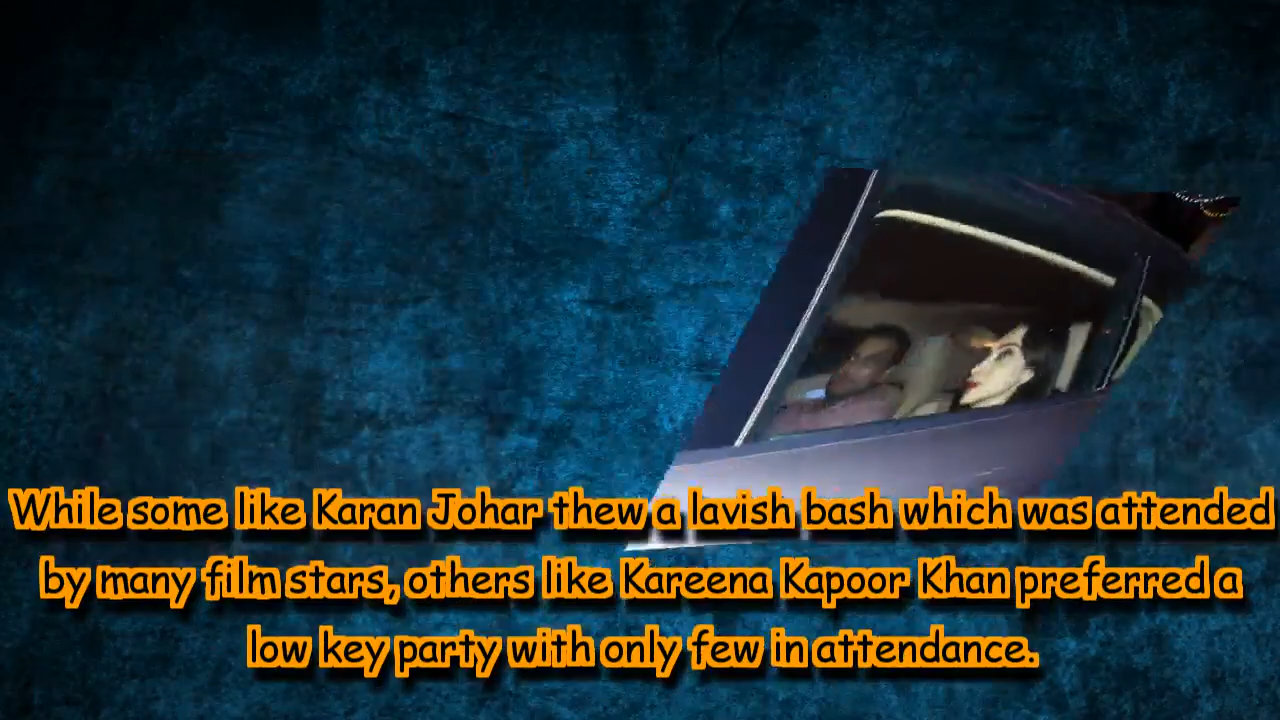 While some like Karan Johar thew a lavish bash which was attended
by many film stars, others like Kareena Kapoor Khan preferred a
low key party with only few in attendance.